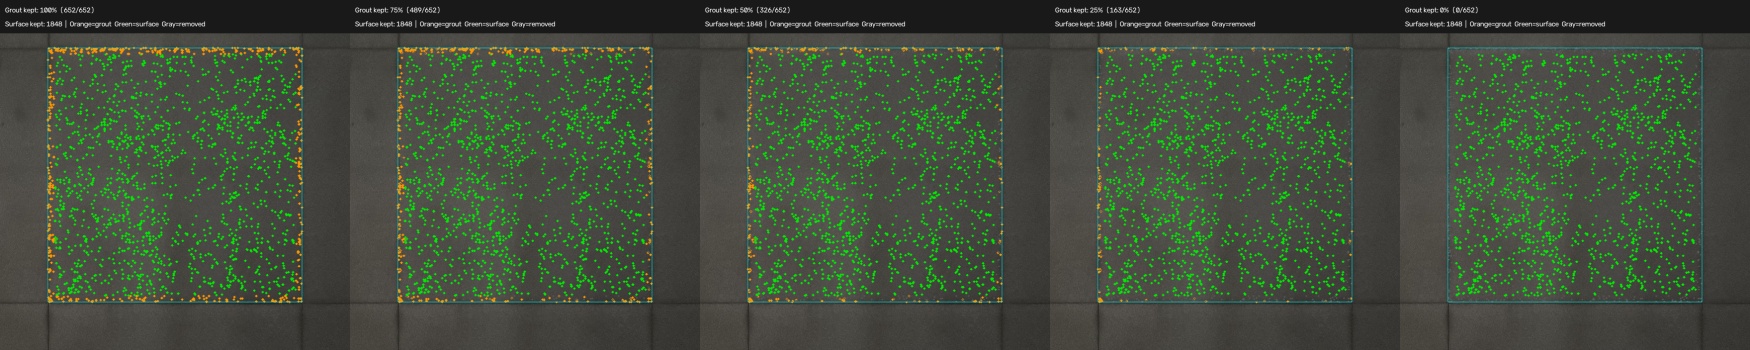 Grout kept: 100% (652/652)
Surface kept: 1848 | Orange=grout Green=surface Gray=removed
Grout kept: 75% (489/652)
Surface kept: 1848 | Orange=grout Green=surface Gray=removed
Grout kept: 50% (326/652)
Surface kept: 1848 | Orange=grout Green=surface Gray=removed
Grout kept: 25% (163/652)
Surface kept: 1848 | Orange=grout Green=surface Gray=removed
Grout kept: 0% (0/652)
Surface kept: 1848 | Orange=grout Green=surface Gray=removed